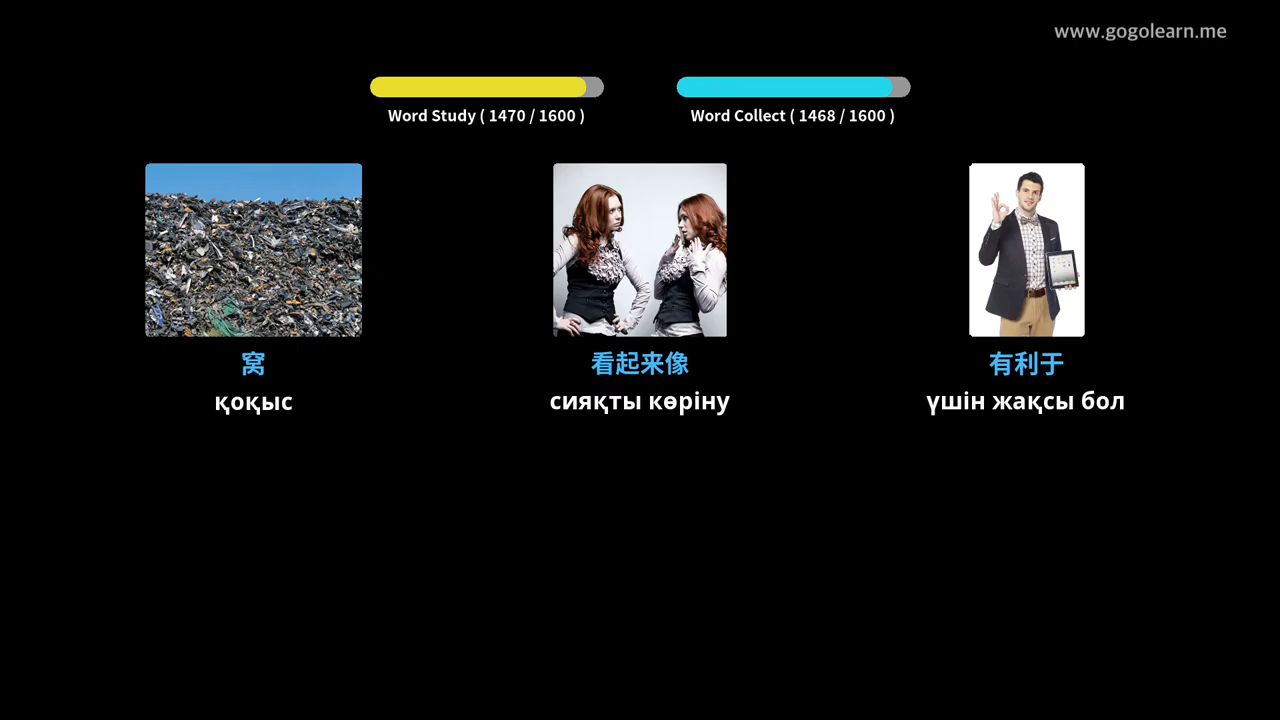 www.gogolearn.me
Word Study ( 1470 / 1600 )
Word Collect ( 1468 / 1600 )
窝
看起来像
有利于
қоқыс
сияқты көріну
үшін жақсы бол